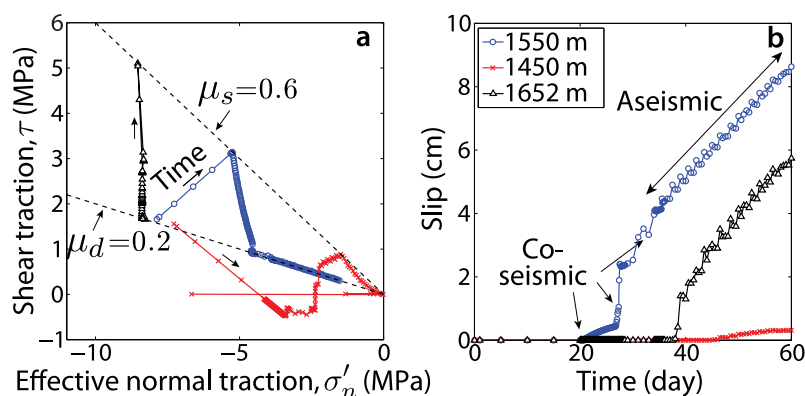 a
6
5
4
3
2
1
0
−1
−10
−5
0
Shear traction, τ (MPa)
Effective normal traction, σ′n (MPa)
μs=0.6
Time
μd=0.2
b
10
8
6
4
2
0
0
20
40
60
Slip (cm)
Time (day)
1550 m
1450 m
1652 m
Aseismic
Co-
seismic